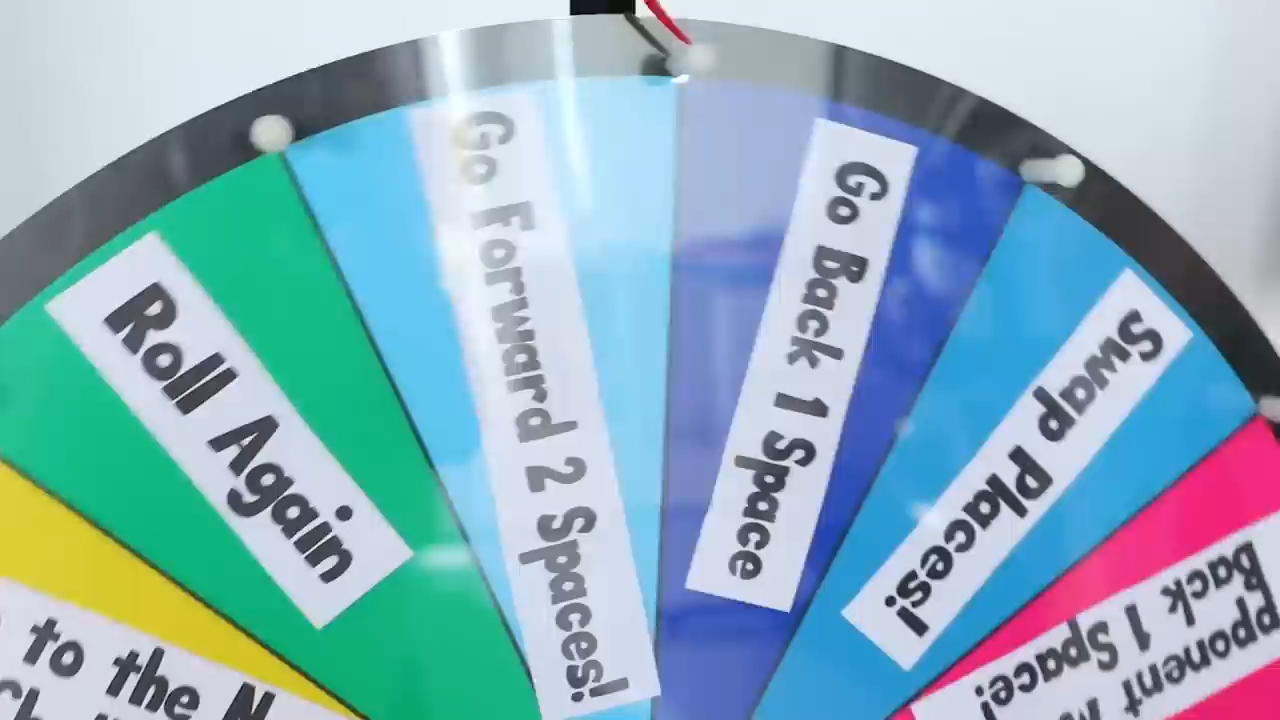 Roll Again
Go Forward 2 Spaces!
Go Back 1 Space
Swap Places!
to the
Back 1 Space!